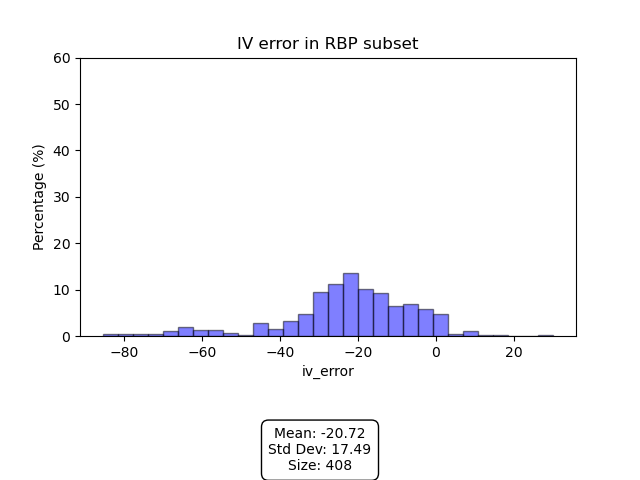 IV error in RBP subset
60
50
40
30
20
10
0
Percentage (%)
−80
−60
−40
−20
0
20
iv_error
Mean: -20.72
Std Dev: 17.49
Size: 408